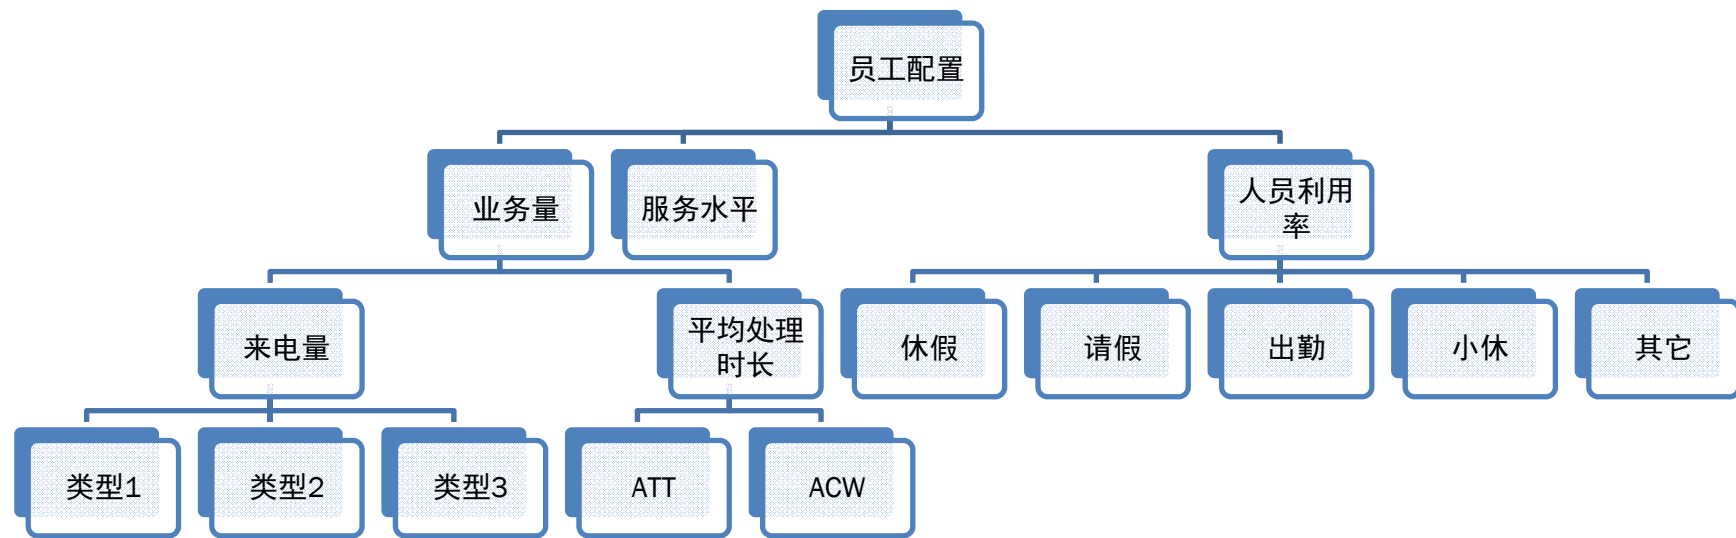 员工配置
业务量
服务水平
人员利用
率
来电量
平均处理
时长
休假
请假
出勤
小休
其它
类型1
类型2
类型3
ATT
ACW